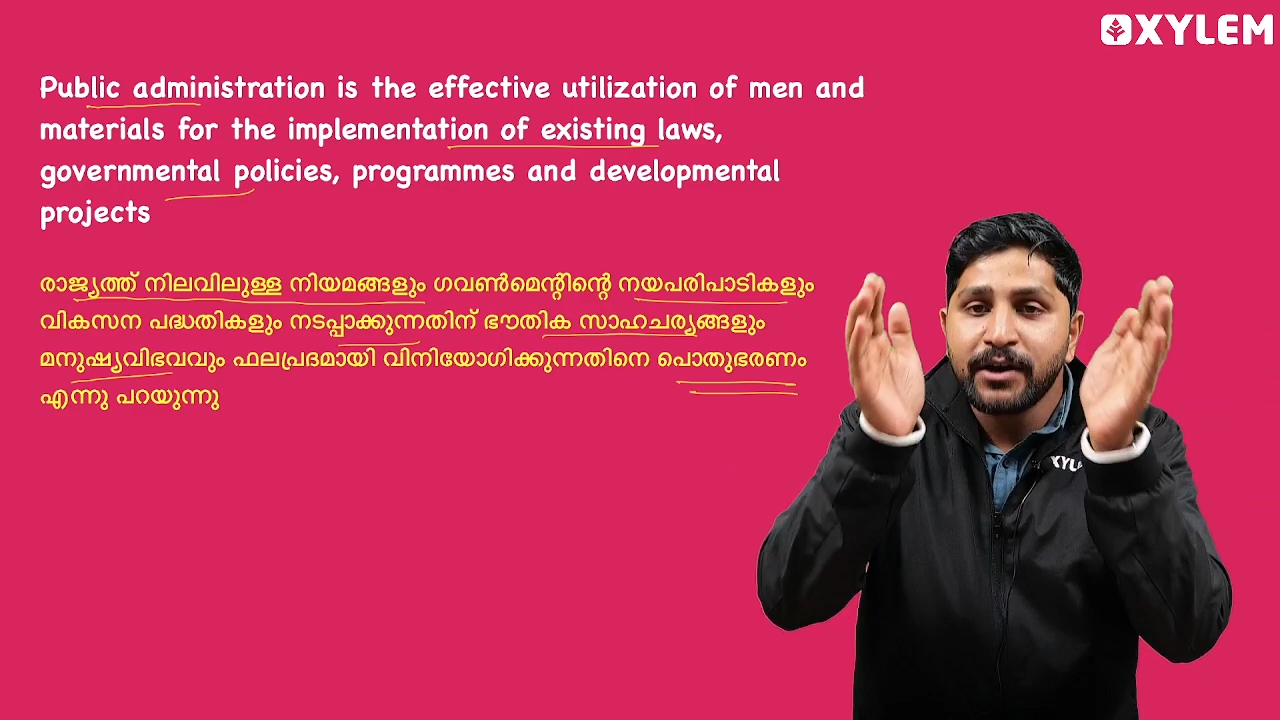 XYLEM
Public administration is the effective utilization of men and
materials for the implementation of existing laws,
governmental policies, programmes and developmental
projects
രാജ്യത്ത് നിലവിലുള്ള നിയമങ്ങളും ഗവൺമെന്റിന്റെ നയപരിപാടികളും
വികസന പദ്ധതികളും നടപ്പാക്കുന്നതിന് ഭൗതിക സാഹചര്യങ്ങളും
മനുഷ്യവിഭവവും ഫലപ്രദമായി വിനിയോഗിക്കുന്നതിനെ പൊതുഭരണം
എന്നു പറയുന്നു
XYL